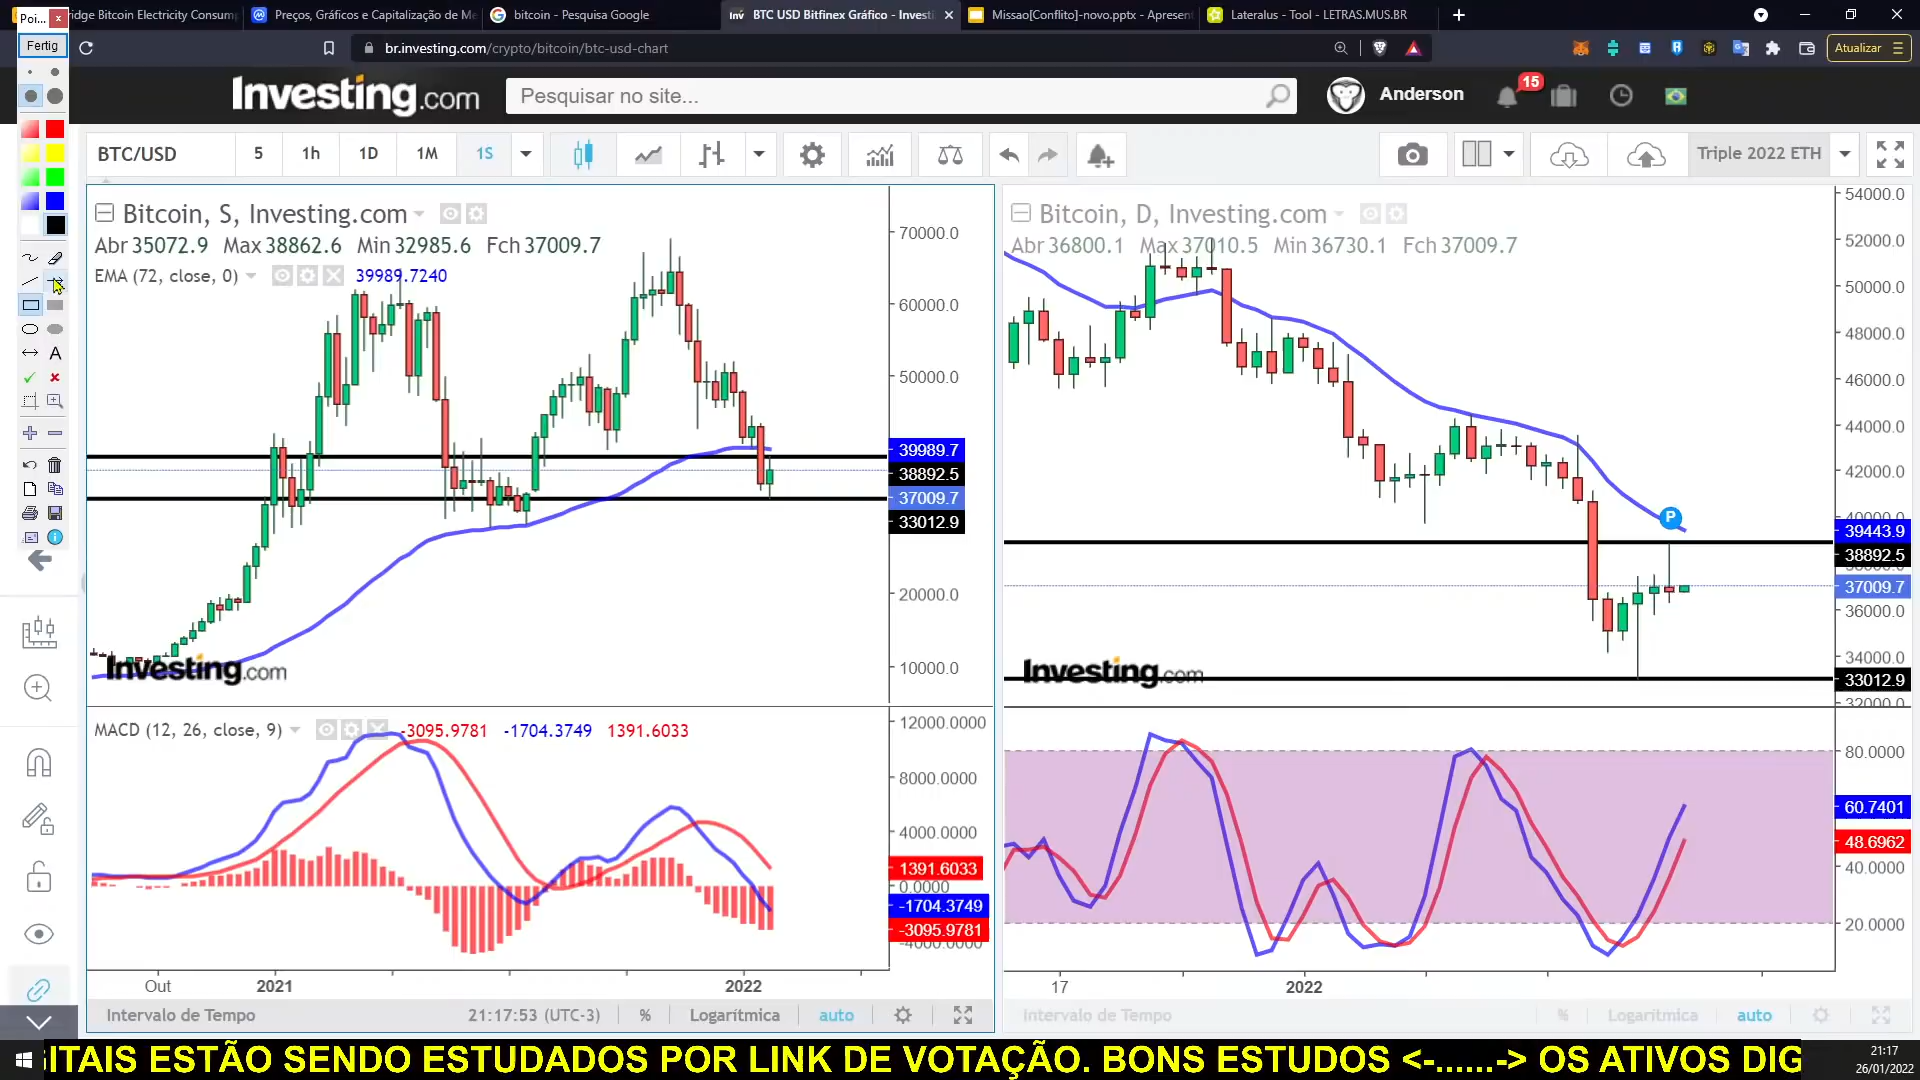 Poi...
ridge Bitcoin Electricity Consump
Preços, Gráficos e Capitalização de Me
bitcoin - Pesquisa Google
BTC USD Bitfinex Gráfico - Investi
Missao[Conflito]-novo.pptx - Apresent
Lateralus - Tool - LETRAS.MUS.BR
Fertig
br.investing.com/crypto/bitcoin/btc-usd-chart
Atualizar
Investing.com
Pesquisar no site...
Anderson
15
BTC/USD
5
1h
1D
1M
1S
Triple 2022 ETH
Bitcoin, S, Investing.com
Abr 35072.9 Max 38862.6 Min 32985.6 Fch 37009.7
EMA (72, close, 0)
39989.7240
70000.0
60000.0
50000.0
39989.7
38892.5
37009.7
33012.9
20000.0
10000.0
Investing.com
MACD (12, 26, close, 9)
-3095.9781
-1704.3749
1391.6033
12000.0000
8000.0000
4000.0000
1391.6033
0.0000
-1704.3749
-3095.9781
-4000.0000
Out
2021
2022
Intervalo de Tempo
21:17:53 (UTC-3)
%
Logarítmica
auto
Bitcoin, D, Investing.com
Abr 36800.1 Max 37010.5 Min 36730.1 Fch 37009.7
54000.0
52000.0
50000.0
48000.0
46000.0
44000.0
42000.0
40000.0
39443.9
38892.5
38000.0
37009.7
36000.0
34000.0
33012.9
32000.0
P
Investing.com
80.0000
60.7401
48.6962
40.0000
20.0000
17
2022
Intervalo de Tempo
%
Logarítmica
auto
GITAIS ESTÃO SENDO ESTUDADOS POR LINK DE VOTAÇÃO. BONS ESTUDOS <-......-> OS ATIVOS DIG
21:17
26/01/2022